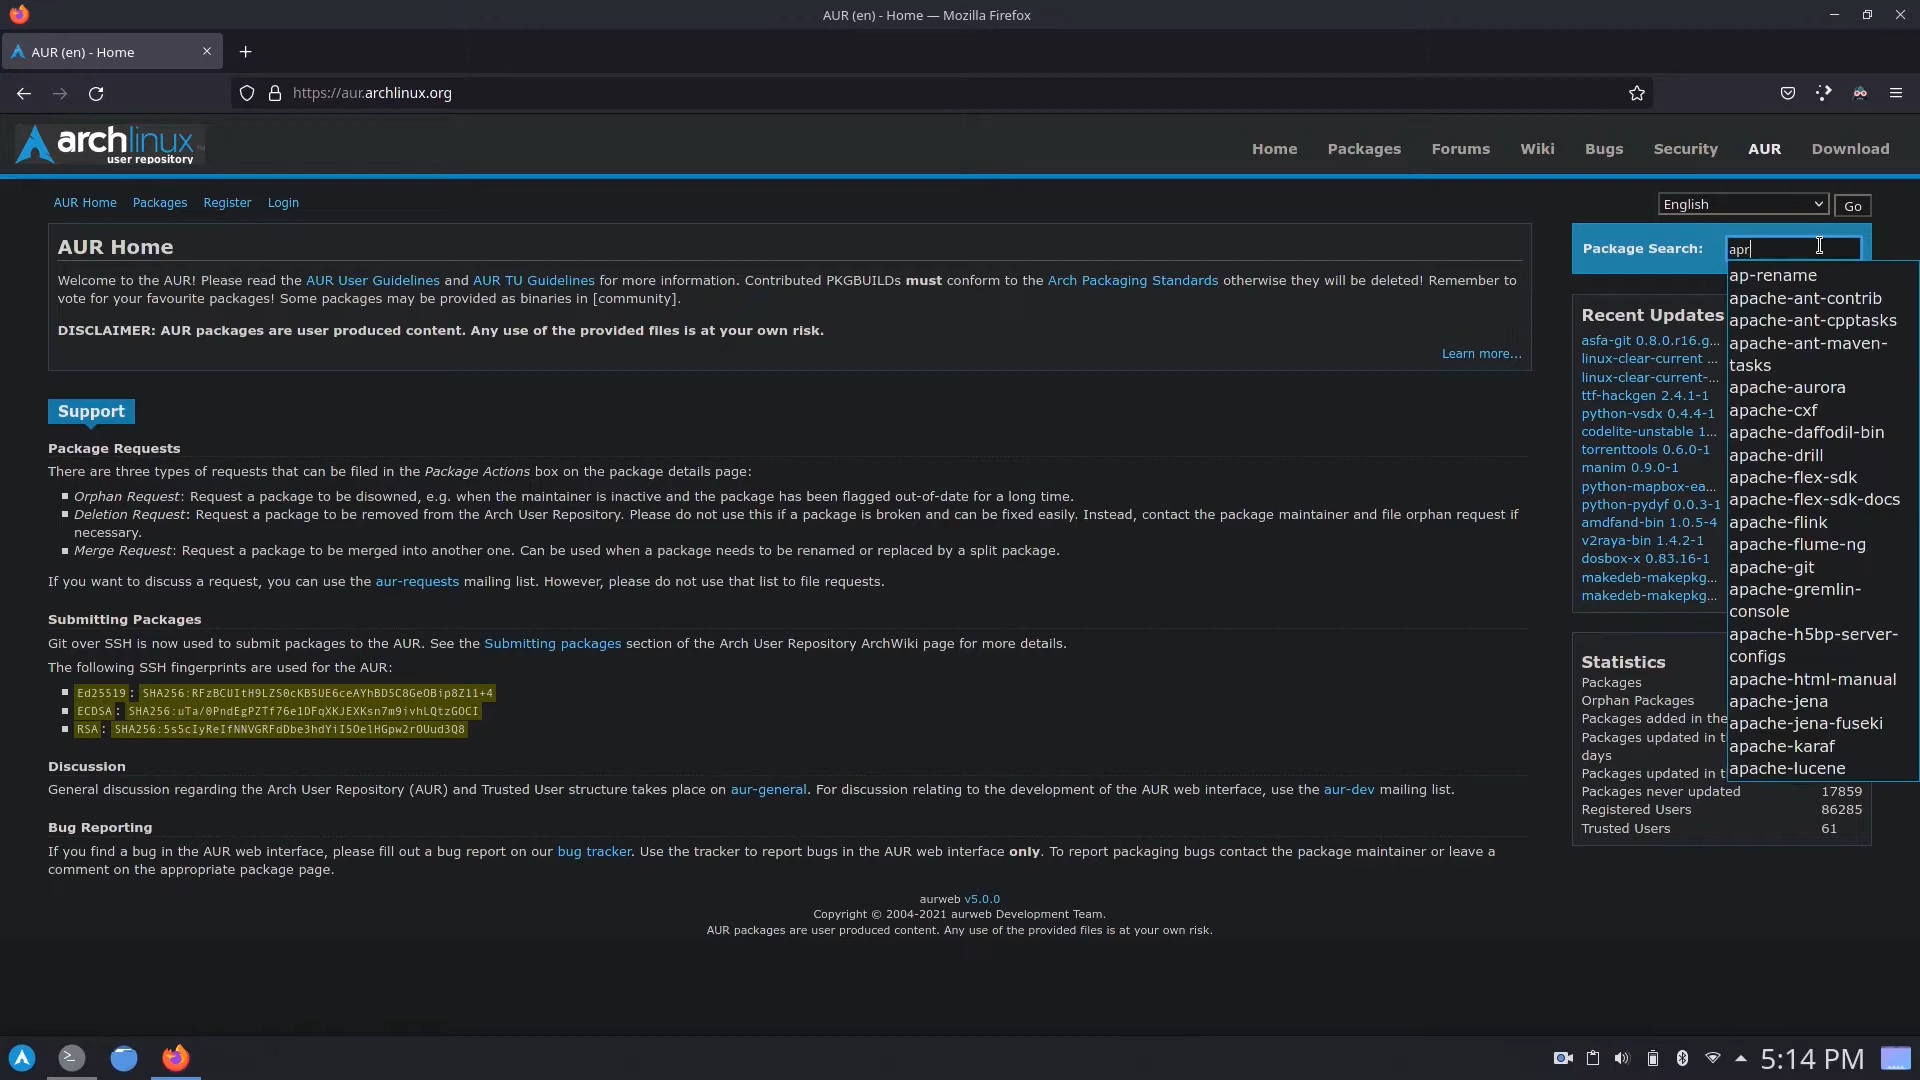 AUR (en) - Home — Mozilla Firefox
AUR (en) - Home
https://aur.archlinux.org
archlinux
user repository
Home Packages Forums Wiki Bugs Security AUR Download
AUR Home Packages Register Login
English
Go
AUR Home
Welcome to the AUR! Please read the AUR User Guidelines and AUR TU Guidelines for more information. Contributed PKGBUILDs must conform to the Arch Packaging Standards otherwise they will be deleted! Remember to
vote for your favourite packages! Some packages may be provided as binaries in [community].
DISCLAIMER: AUR packages are user produced content. Any use of the provided files is at your own risk.
Learn more...
Support
Package Requests
There are three types of requests that can be filed in the Package Actions box on the package details page:
Orphan Request: Request a package to be disowned, e.g. when the maintainer is inactive and the package has been flagged out-of-date for a long time.
Deletion Request: Request a package to be removed from the Arch User Repository. Please do not use this if a package is broken and can be fixed easily. Instead, contact the package maintainer and file orphan request if
necessary.
Merge Request: Request a package to be merged into another one. Can be used when a package needs to be renamed or replaced by a split package.
If you want to discuss a request, you can use the aur-requests mailing list. However, please do not use that list to file requests.
Submitting Packages
Git over SSH is now used to submit packages to the AUR. See the Submitting packages section of the Arch User Repository ArchWiki page for more details.
The following SSH fingerprints are used for the AUR:
Ed25519: SHA256:RFzBCUItH9LZS0cKB5UE6ceAYhBD5C8GeOBip8Z11+4
ECDSA: SHA256:uTa/0PndEgPZTf76e1DFqXKJEXKsn7m9ivhLQtzGOCI
RSA: SHA256:5s5cIyReIfNNVGRFdDbe3hdYiI5OelHGpw2rOUud3Q8
Discussion
General discussion regarding the Arch User Repository (AUR) and Trusted User structure takes place on aur-general. For discussion relating to the development of the AUR web interface, use the aur-dev mailing list.
Bug Reporting
If you find a bug in the AUR web interface, please fill out a bug report on our bug tracker. Use the tracker to report bugs in the AUR web interface only. To report packaging bugs contact the package maintainer or leave a
comment on the appropriate package page.
Package Search: apr
ap-rename
apache-ant-contrib
apache-ant-cpptasks
apache-ant-maven-
tasks
apache-aurora
apache-cxf
apache-daffodil-bin
apache-drill
apache-flex-sdk
apache-flex-sdk-docs
apache-flink
apache-flume-ng
apache-git
apache-gremlin-
console
apache-h5bp-server-
configs
apache-html-manual
apache-jena
apache-jena-fuseki
apache-karaf
apache-lucene
Recent Updates
asfa-git 0.8.0.r16.g...
linux-clear-current ...
linux-clear-current-...
ttf-hackgen 2.4.1-1
python-vsdx 0.4.4-1
codelite-unstable 1...
torrenttools 0.6.0-1
manim 0.9.0-1
python-mapbox-ea...
python-pydyf 0.0.3-1
amdfand-bin 1.0.5-4
v2raya-bin 1.4.2-1
dosbox-x 0.83.16-1
makedeb-makepkg...
makedeb-makepkg...
Statistics
Packages
Orphan Packages
Packages added in the
Packages updated in t
days
Packages updated in t
Packages never updated 17859
Registered Users 86285
Trusted Users 61
aurweb v5.0.0
Copyright © 2004-2021 aurweb Development Team.
AUR packages are user produced content. Any use of the provided files is at your own risk.
5:14 PM